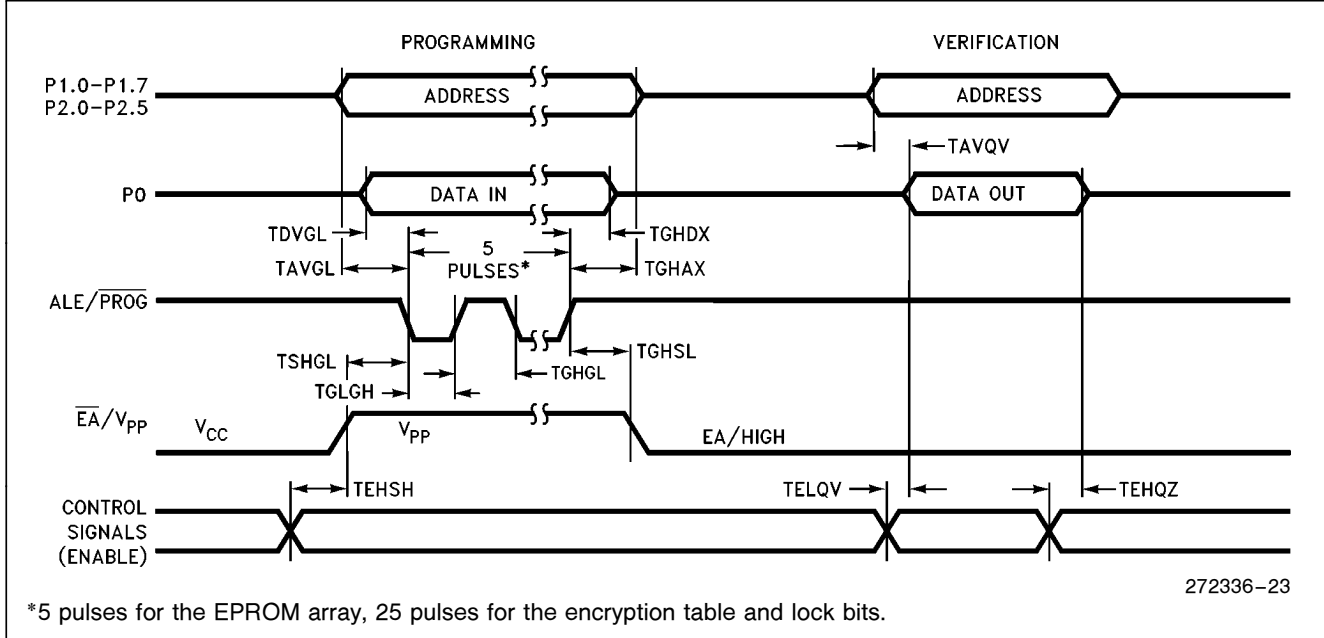 PROGRAMMING
VERIFICATION
P1.0–P1.7
P2.0–P2.5
ADDRESS
ADDRESS
TAVQV
P0
DATA IN
DATA OUT
TDVGL
5
PULSES*
TGHDX
TAVGL
TGHAX
ALE/PROG
TSHGL
TGHSL
TGHGL
TGLGH
EA/VPP
VCC
VPP
EA/HIGH
TEHSH
TELQV
TEHQZ
CONTROL
SIGNALS
(ENABLE)
272336–23
*5 pulses for the EPROM array, 25 pulses for the encryption table and lock bits.